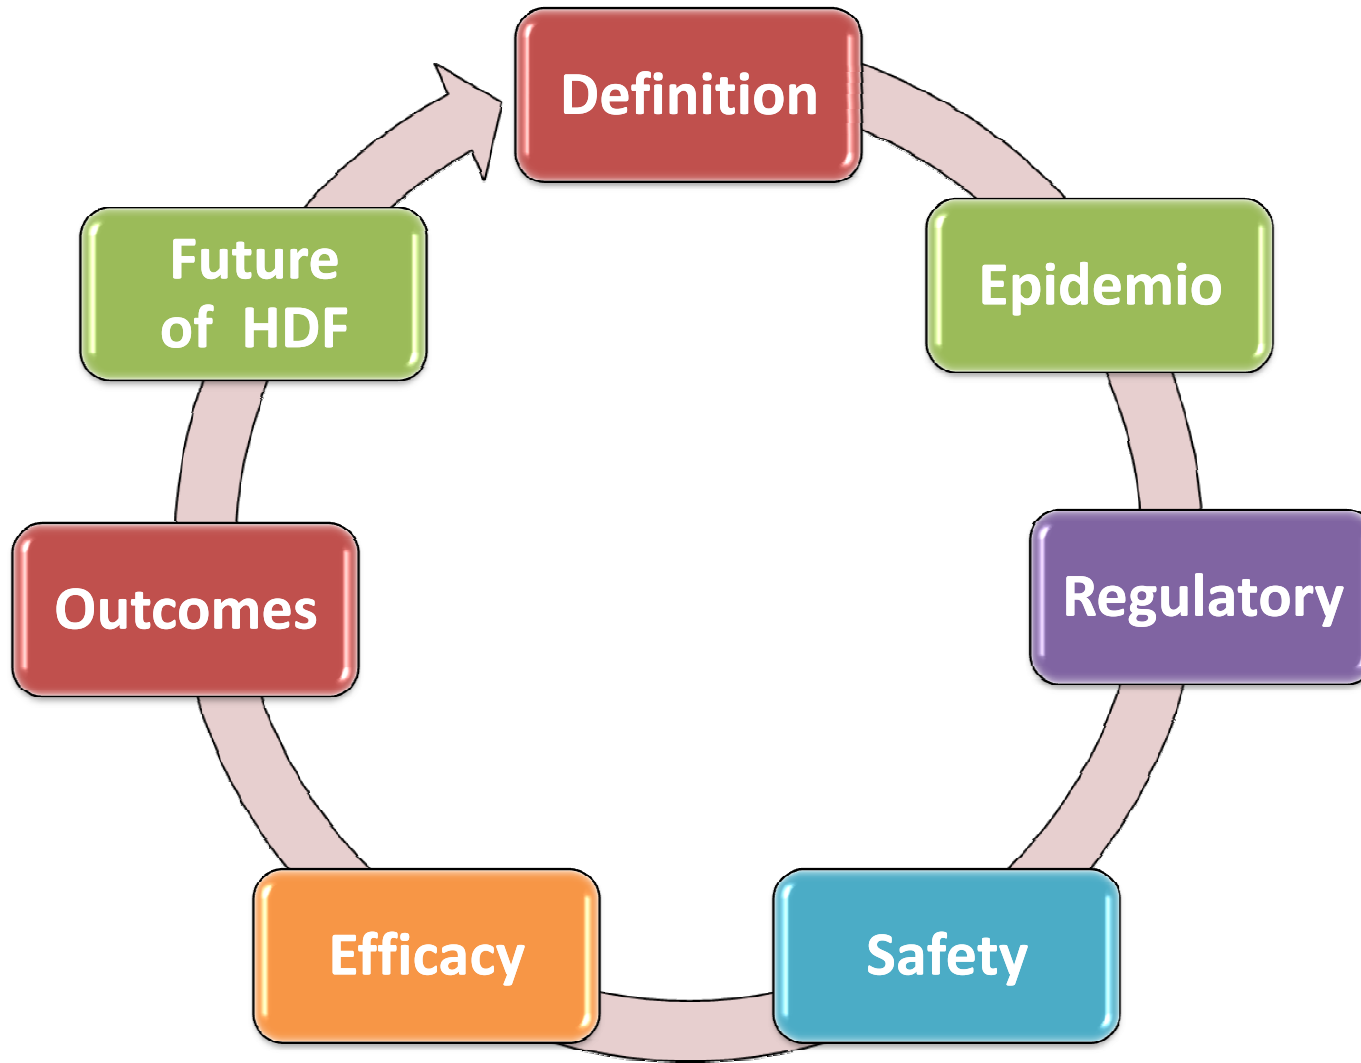 Definition
Epidemio
Regulatory
Safety
Efficacy
Outcomes
Future
of HDF